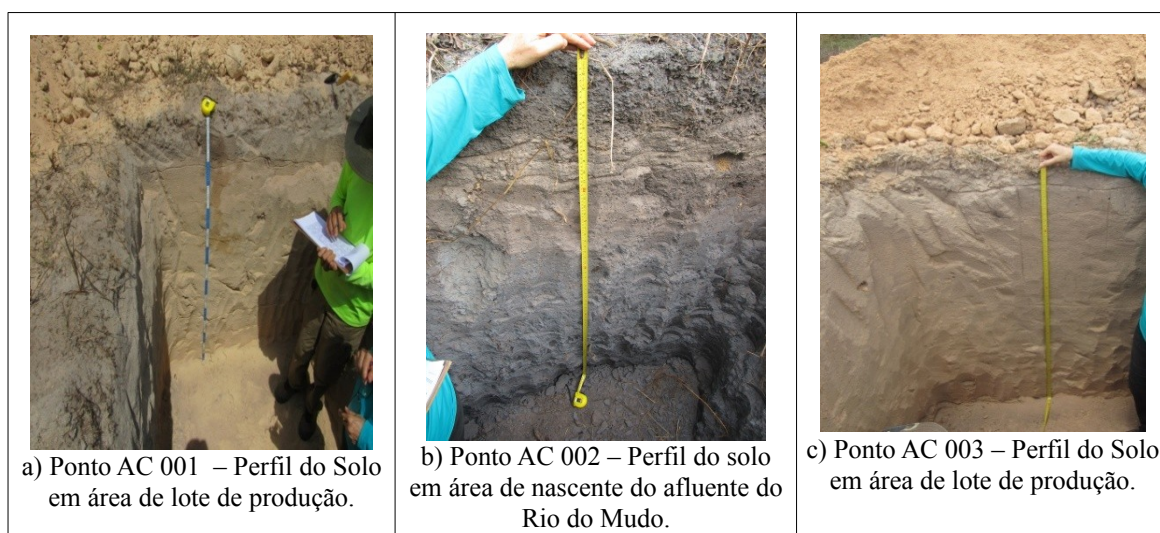 a) Ponto AC 001 – Perfil do Solo
em área de lote de produção.
b) Ponto AC 002 – Perfil do solo
em área de nascente do afluente do
Rio do Mudo.
c) Ponto AC 003 – Perfil do Solo
em área de lote de produção.